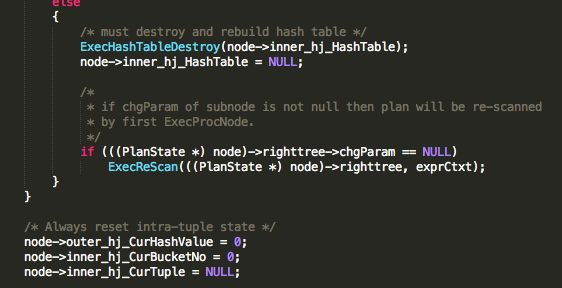 else
{
/* must destroy and rebuild hash table */
ExecHashTableDestroy(node->inner_hj_HashTable);
node->inner_hj_HashTable = NULL;
/*
* if chgParam of subnode is not null then plan will be re-scanned
* by first ExecProcNode.
*/
if (((PlanState *) node)->righttree->chgParam == NULL)
ExecReScan(((PlanState *) node)->righttree, exprCtxt);
}
}
/* Always reset intra-tuple state */
node->outer_hj_CurHashValue = 0;
node->inner_hj_CurBucketNo = 0;
node->inner_hj_CurTuple = NULL;